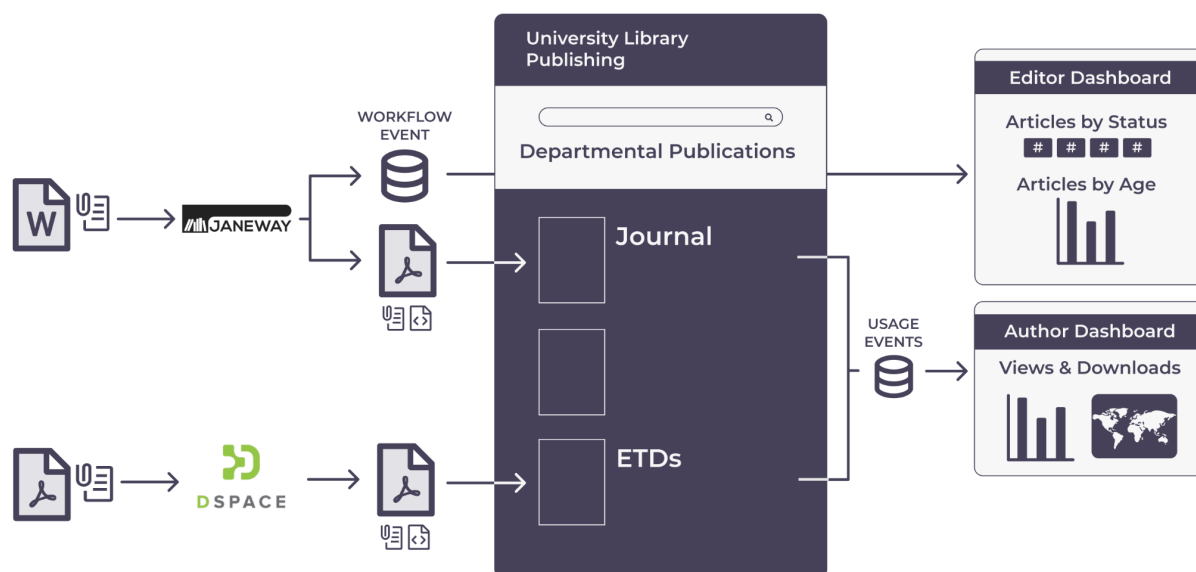 University Library
Publishing
Departmental Publications
WORKFLOW
EVENT
W
JANEWAY
Journal
ETDs
DSPACE
USAGE
EVENTS
Editor Dashboard
Articles by Status
# # # #
Articles by Age
Author Dashboard
Views & Downloads